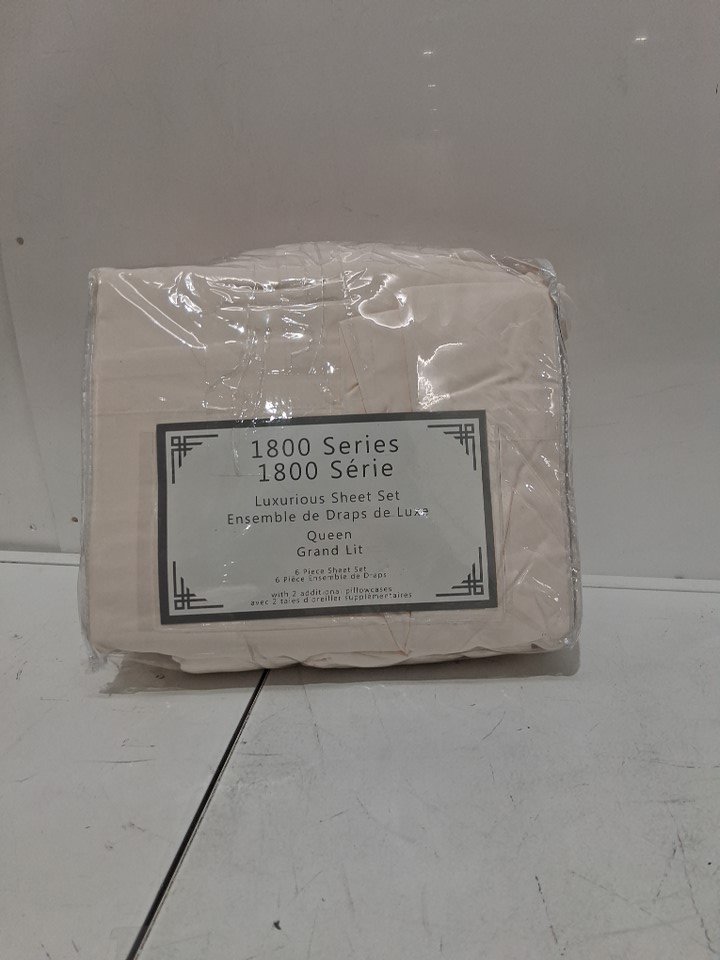 1800 Series
1800 Série
Luxurious Sheet Set
Ensemble de Draps de Luxe
Queen
Grand Lit
6 Piece Sheet Set
6 Pièce Ensemble de Draps
with 2 additional pillowcases
avec 2 taies d'oreiller supplémentaires